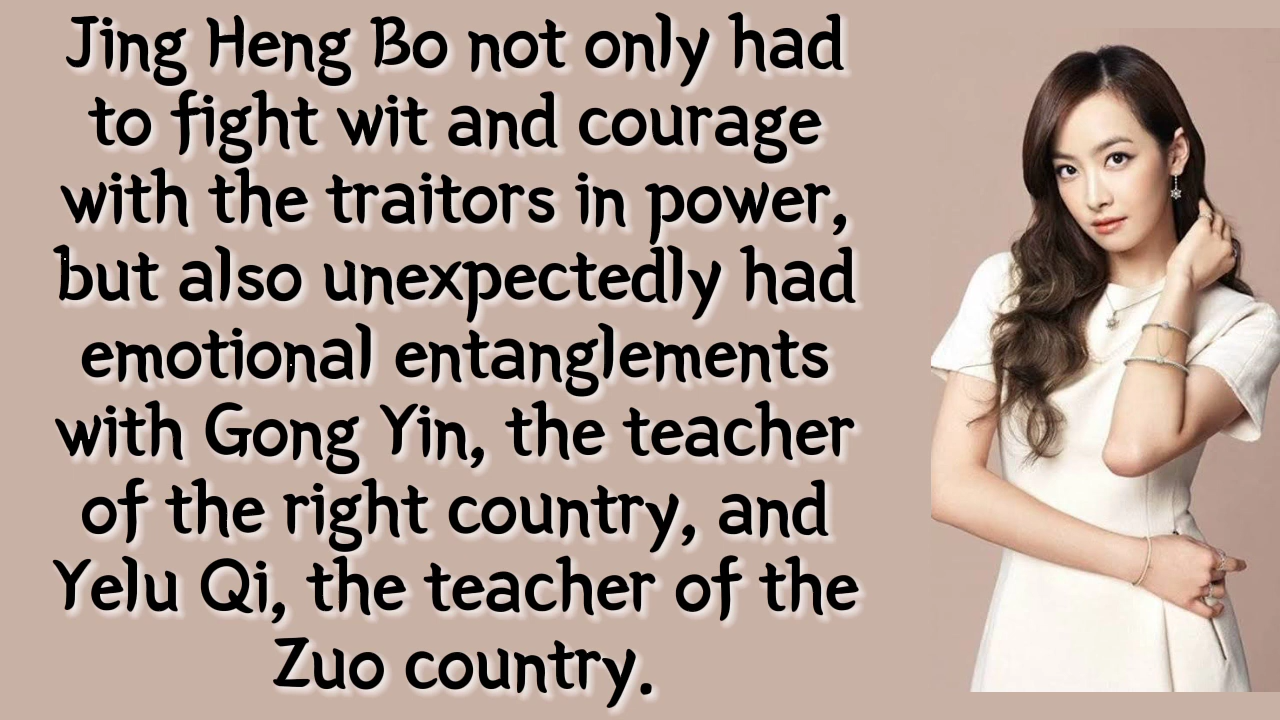 Jing Heng Bo not only had
to fight wit and courage
with the traitors in power,
but also unexpectedly had
emotional entanglements
with Gong Yin, the teacher
of the right country, and
Yelu Qi, the teacher of the
Zuo country.